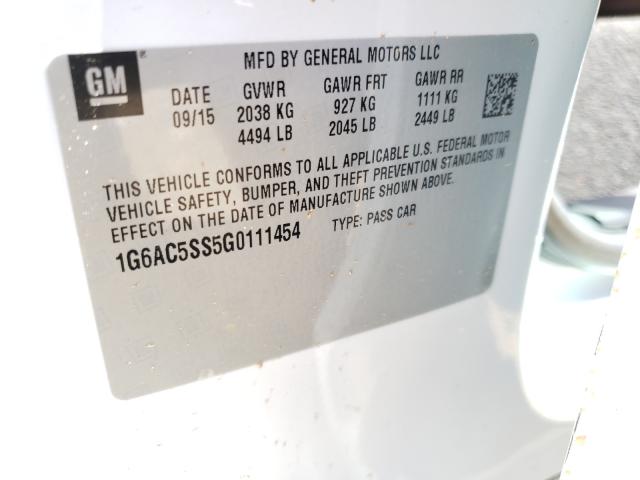 GM
MFD BY GENERAL MOTORS LLC
DATE GVWR GAWR FRT GAWR RR
09/15 2038 KG 927 KG 1111 KG
4494 LB 2045 LB 2449 LB
THIS VEHICLE CONFORMS TO ALL APPLICABLE U.S. FEDERAL MOTOR
VEHICLE SAFETY, BUMPER, AND THEFT PREVENTION STANDARDS IN
EFFECT ON THE DATE OF MANUFACTURE SHOWN ABOVE.
1G6AC5SS5G0111454 TYPE: PASS CAR